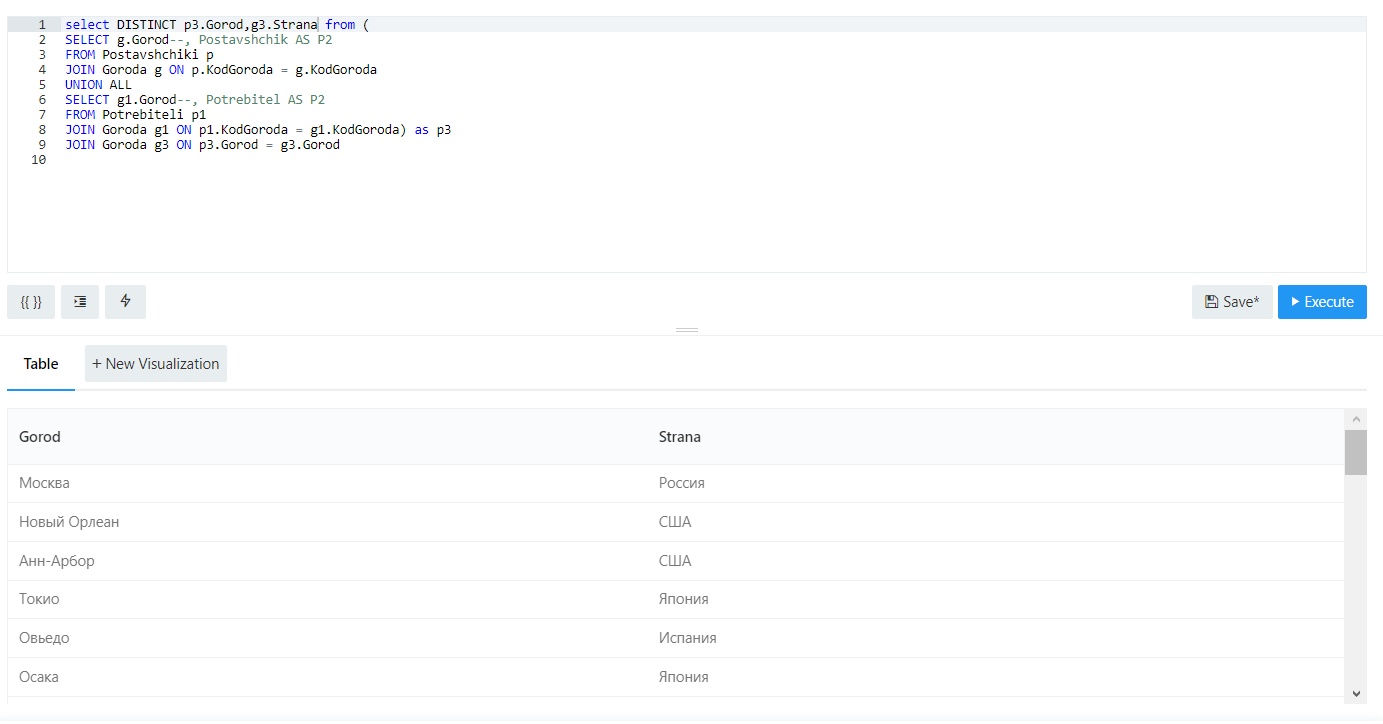 1 select DISTINCT p3.Gorod,g3.Strana from (
2 SELECT g.Gorod--, Postavshchik AS P2
3 FROM Postavshchiki p
4 JOIN Goroda g ON p.KodGoroda = g.KodGoroda
5 UNION ALL
6 SELECT g1.Gorod--, Potrebitel AS P2
7 FROM Potrebiteli p1
8 JOIN Goroda g1 ON p1.KodGoroda = g1.KodGoroda) as p3
9 JOIN Goroda g3 ON p3.Gorod = g3.Gorod
10
{{ }} Save* Execute
Table + New Visualization
Gorod Strana
Москва Россия
Новый Орлеан США
Анн-Арбор США
Токио Япония
Овьедо Испания
Осака Япония